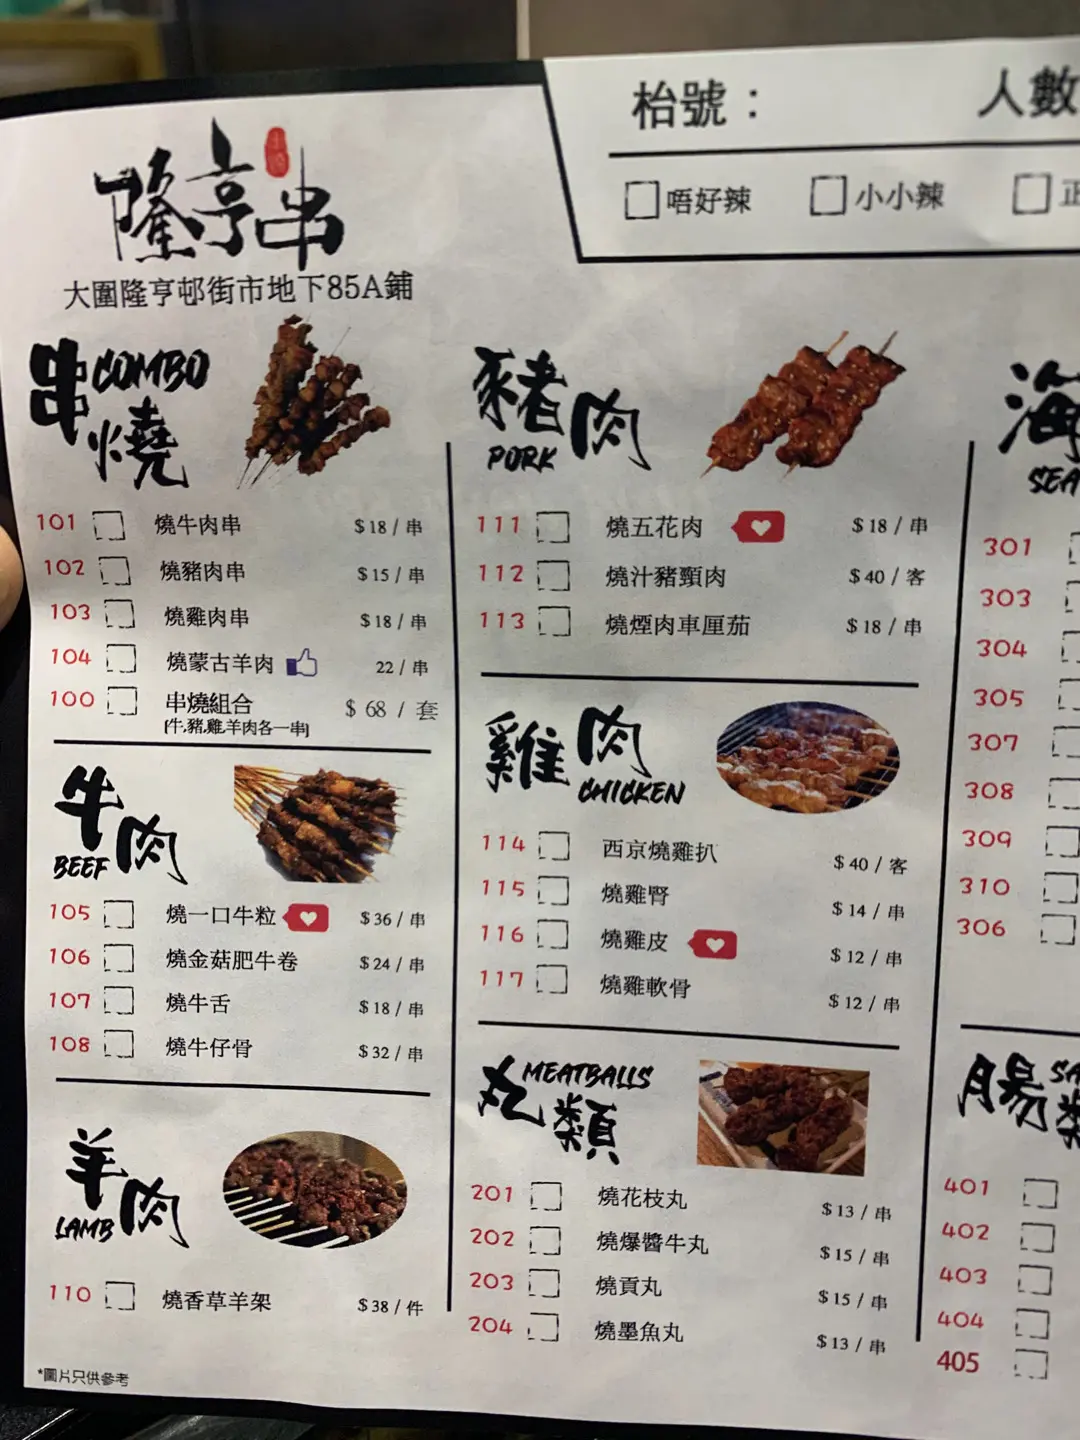 隆亨串
大圍隆亨邨街市地下85A鋪
枱號：
人數
唔好辣
小小辣
正
串燒 COMBO
101 燒牛肉串 $18/串
102 燒豬肉串 $15/串
103 燒雞肉串 $18/串
104 燒蒙古羊肉 22/串
100 串燒組合 $ 68 / 套
(牛,豬,雞,羊肉各一串)
牛肉
BEEF
105 燒一口牛粒 $36/串
106 燒金菇肥牛卷 $24/串
107 燒牛舌 $18/串
108 燒牛仔骨 $32/串
羊肉
LAMB
110 燒香草羊架 $38/件
*圖片只供參考
豬肉
PORK
111 燒五花肉 $18/串
112 燒汁豬頸肉 $40/客
113 燒煙肉車厘茄 $18/串
雞肉
CHICKEN
114 西京燒雞扒 $40/客
115 燒雞腎 $14/串
116 燒雞皮 $12/串
117 燒雞軟骨 $12/串
丸類 MEATBALLS
201 燒花枝丸 $13/串
202 燒爆醬牛丸 $15/串
203 燒貢丸 $15/串
204 燒墨魚丸 $13/串
海
SEA
301
303
304
305
307
308
309
310
306
腸類
SA
401
402
403
404
405